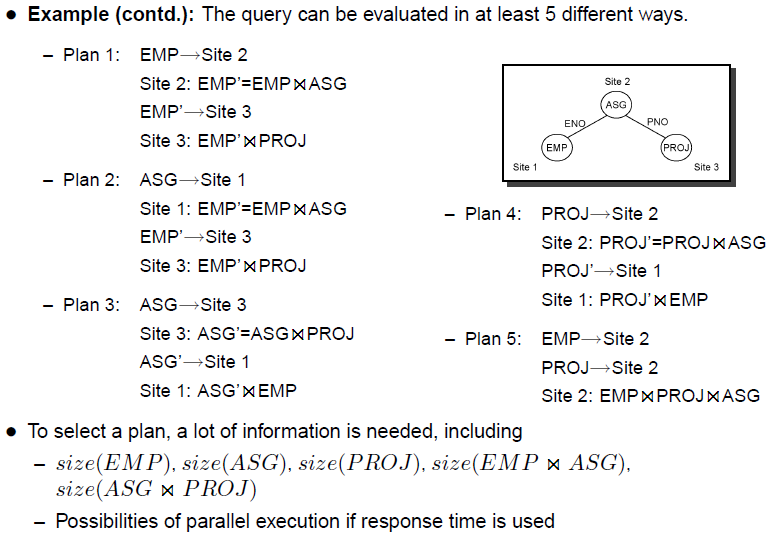 • Example (contd.): The query can be evaluated in at least 5 different ways.
– Plan 1: EMP→Site 2
Site 2: EMP'=EMP⋈ASG
EMP'→Site 3
Site 3: EMP'⋈PROJ
– Plan 2: ASG→Site 1
Site 1: EMP'=EMP⋈ASG
EMP'→Site 3
Site 3: EMP'⋈PROJ
– Plan 3: ASG→Site 3
Site 3: ASG'=ASG⋈PROJ
ASG'→Site 1
Site 1: ASG'⋈EMP
Site 2
ASG
ENO PNO
EMP PROJ
Site 1 Site 3
– Plan 4: PROJ→Site 2
Site 2: PROJ'=PROJ⋈ASG
PROJ'→Site 1
Site 1: PROJ'⋈EMP
– Plan 5: EMP→Site 2
PROJ→Site 2
Site 2: EMP⋈PROJ⋈ASG
• To select a plan, a lot of information is needed, including
– size(EMP), size(ASG), size(PROJ), size(EMP ⋈ ASG),
size(ASG ⋈ PROJ)
– Possibilities of parallel execution if response time is used